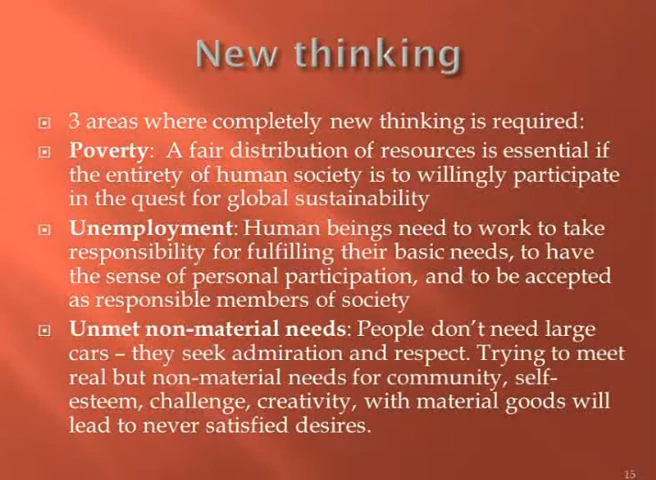 New thinking
3 areas where completely new thinking is required:
Poverty: A fair distribution of resources is essential if
the entirety of human society is to willingly participate
in the quest for global sustainability
Unemployment: Human beings need to work to take
responsibility for fulfilling their basic needs, to have
the sense of personal participation, and to be accepted
as responsible members of society
Unmet non-material needs: People don't need large
cars – they seek admiration and respect. Trying to meet
real but non-material needs for community, self-
esteem, challenge, creativity, with material goods will
lead to never satisfied desires.
15